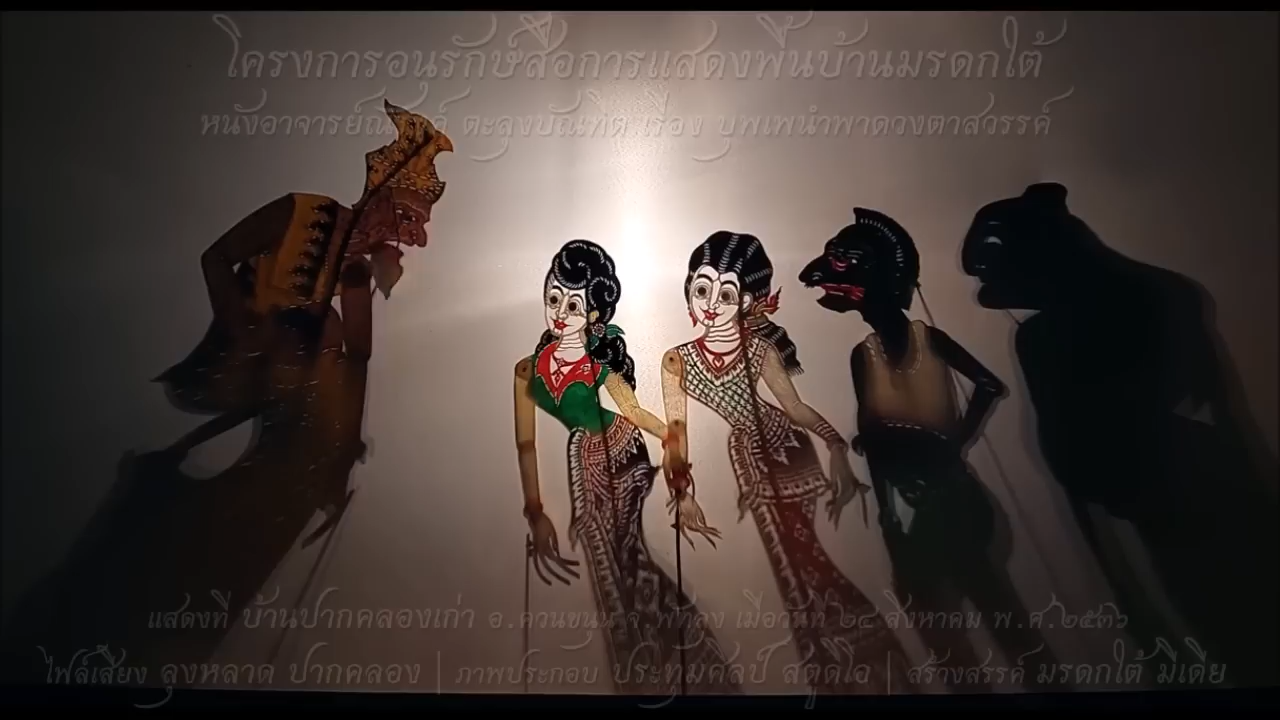 โครงการอนุรักษ์สื่อการแสดงพื้นบ้านมรดกใต้
หนังอาจารย์ณรงค์ ตะลุงบัณฑิต เรื่อง บุพเพนำพาดวงตาสวรรค์
แสดงที่ บ้านปากคลองเก่า อ.ควนขนุน จ.พัทลุง เมื่อวันที่ ๒๔ สิงหาคม พ.ศ.๒๕๓๖
ไฟล์เสียง ลุงหลาด ปากคลอง | ภาพประกอบ ประทุมศิลป์ สตูดิโอ | สร้างสรรค์ มรดกใต้ มีเดีย